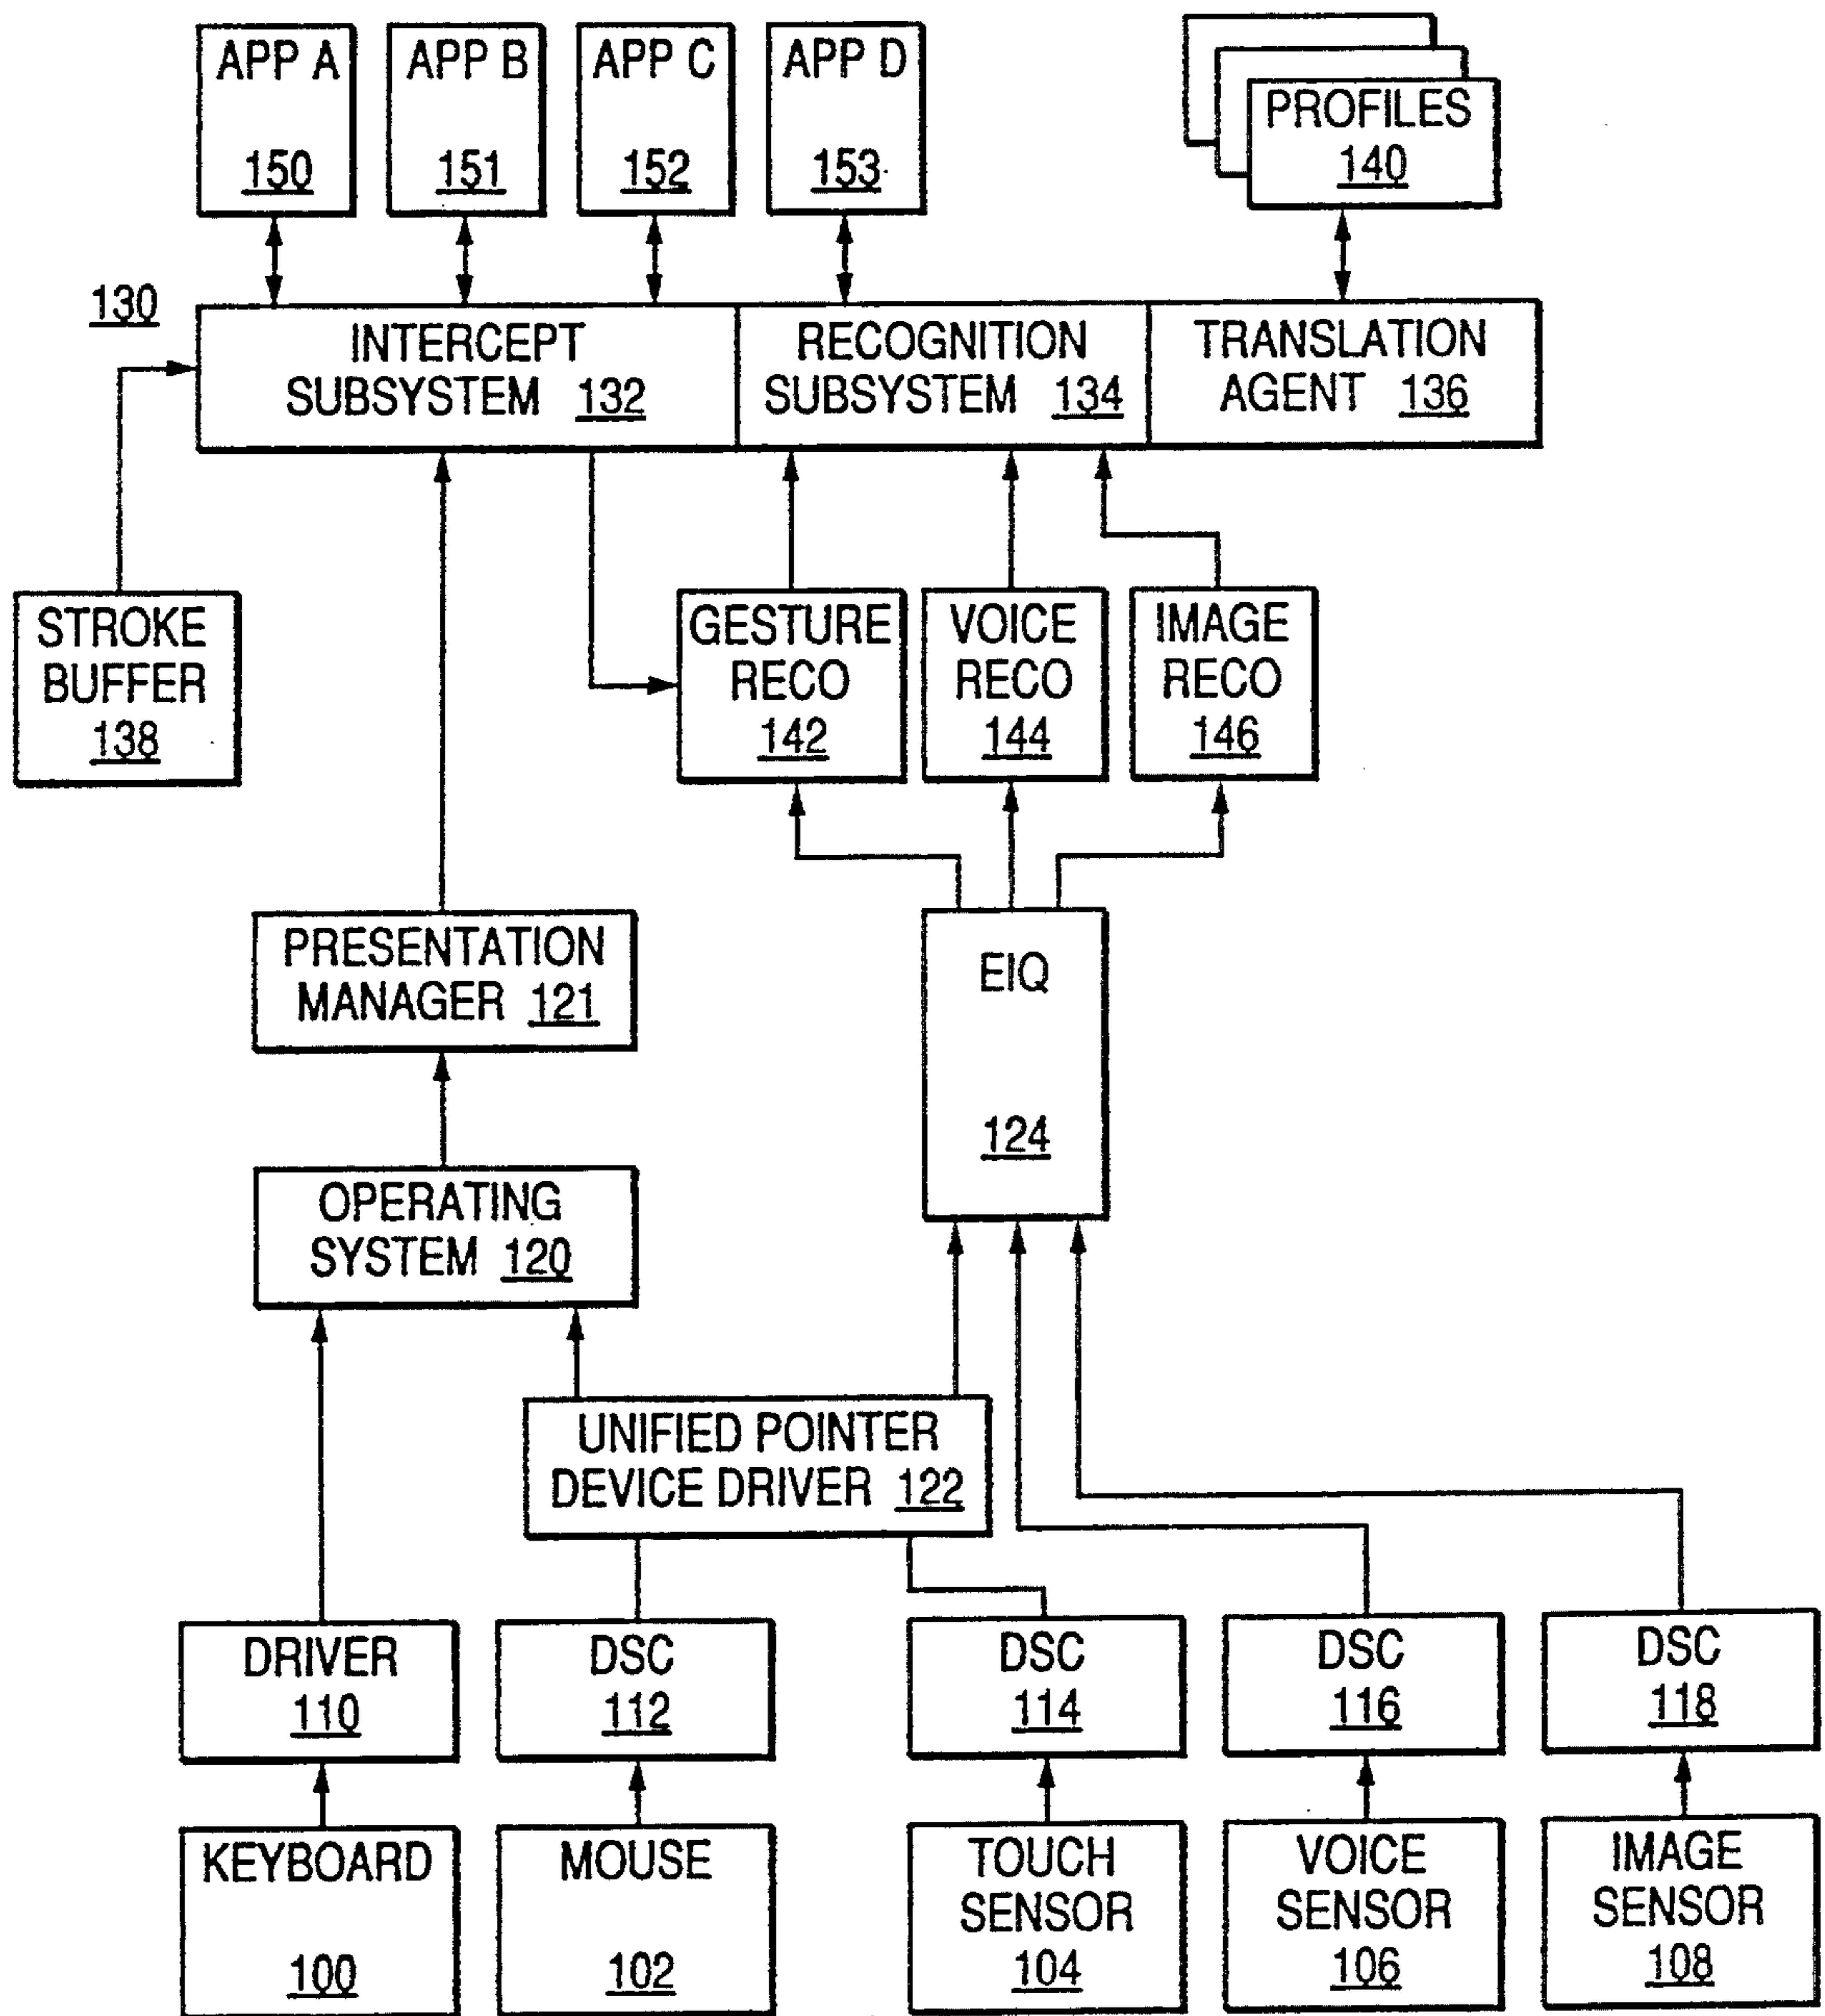 APP A
150
APP B
151
APP C
152
APP D
153
PROFILES
140
130
INTERCEPT
SUBSYSTEM 132
RECOGNITION
SUBSYSTEM 134
TRANSLATION
AGENT 136
STROKE
BUFFER
138
GESTURE
RECO
142
VOICE
RECO
144
IMAGE
RECO
146
PRESENTATION
MANAGER 121
EIQ
124
OPERATING
SYSTEM 120
UNIFIED POINTER
DEVICE DRIVER 122
DRIVER
110
DSC
112
DSC
114
DSC
116
DSC
118
KEYBOARD
100
MOUSE
102
TOUCH
SENSOR
104
VOICE
SENSOR
106
IMAGE
SENSOR
108